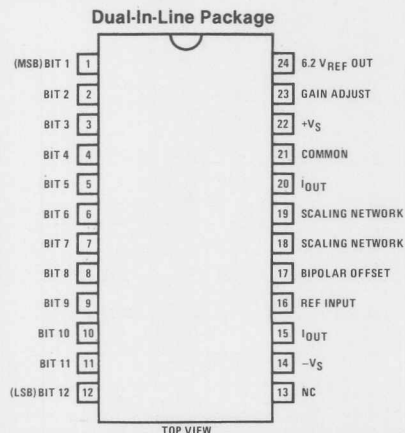 Dual-In-Line Package
(MSB) BIT 1 1 24 6.2 VREF OUT
BIT 2 2 23 GAIN ADJUST
BIT 3 3 22 +VS
BIT 4 4 21 COMMON
BIT 5 5 20 IOUT
BIT 6 6 19 SCALING NETWORK
BIT 7 7 18 SCALING NETWORK
BIT 8 8 17 BIPOLAR OFFSET
BIT 9 9 16 REF INPUT
BIT 10 10 15 IOUT
BIT 11 11 14 −VS
(LSB) BIT 12 12 13 NC
TOP VIEW